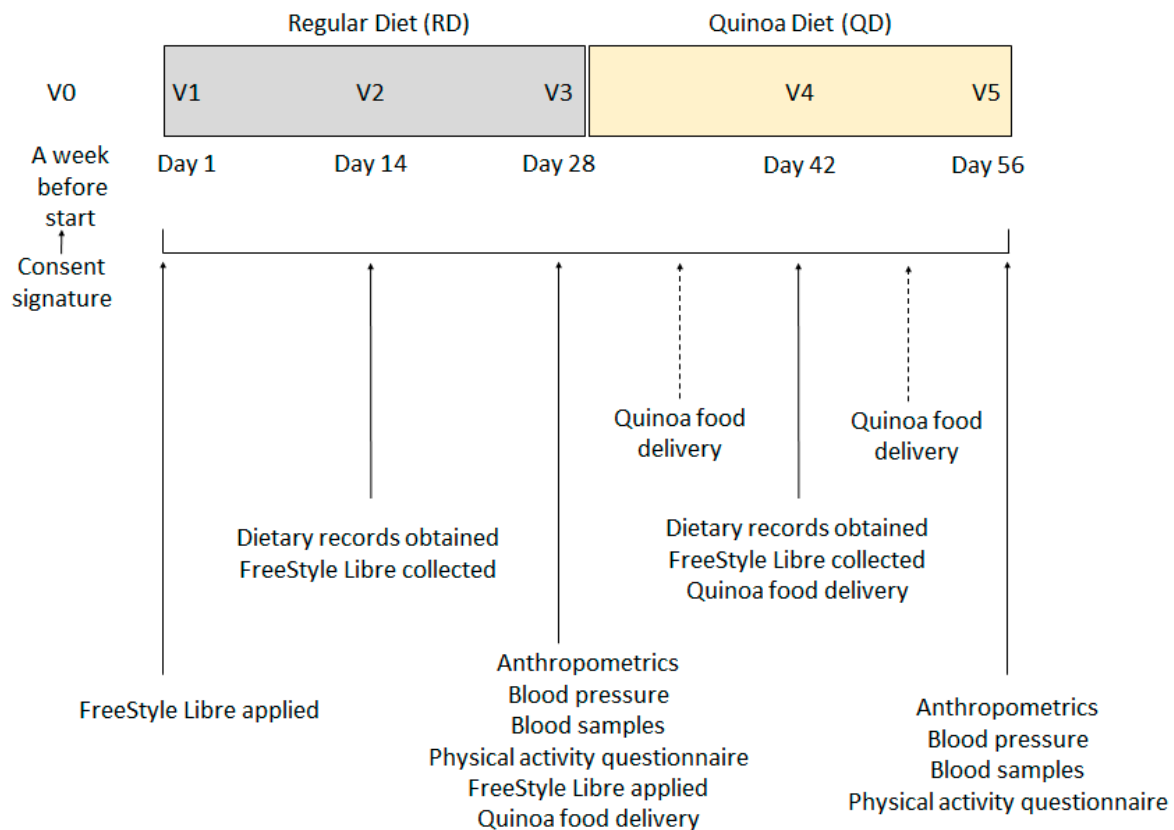 Regular Diet (RD)
Quinoa Diet (QD)
V0
V1
V2
V3
V4
V5
A week
before
start
Day 1
Day 14
Day 28
Day 42
Day 56
Consent
signature
Quinoa food
delivery
Quinoa food
delivery
Dietary records obtained
FreeStyle Libre collected
Dietary records obtained
FreeStyle Libre collected
Quinoa food delivery
FreeStyle Libre applied
Anthropometrics
Blood pressure
Blood samples
Physical activity questionnaire
FreeStyle Libre applied
Quinoa food delivery
Anthropometrics
Blood pressure
Blood samples
Physical activity questionnaire